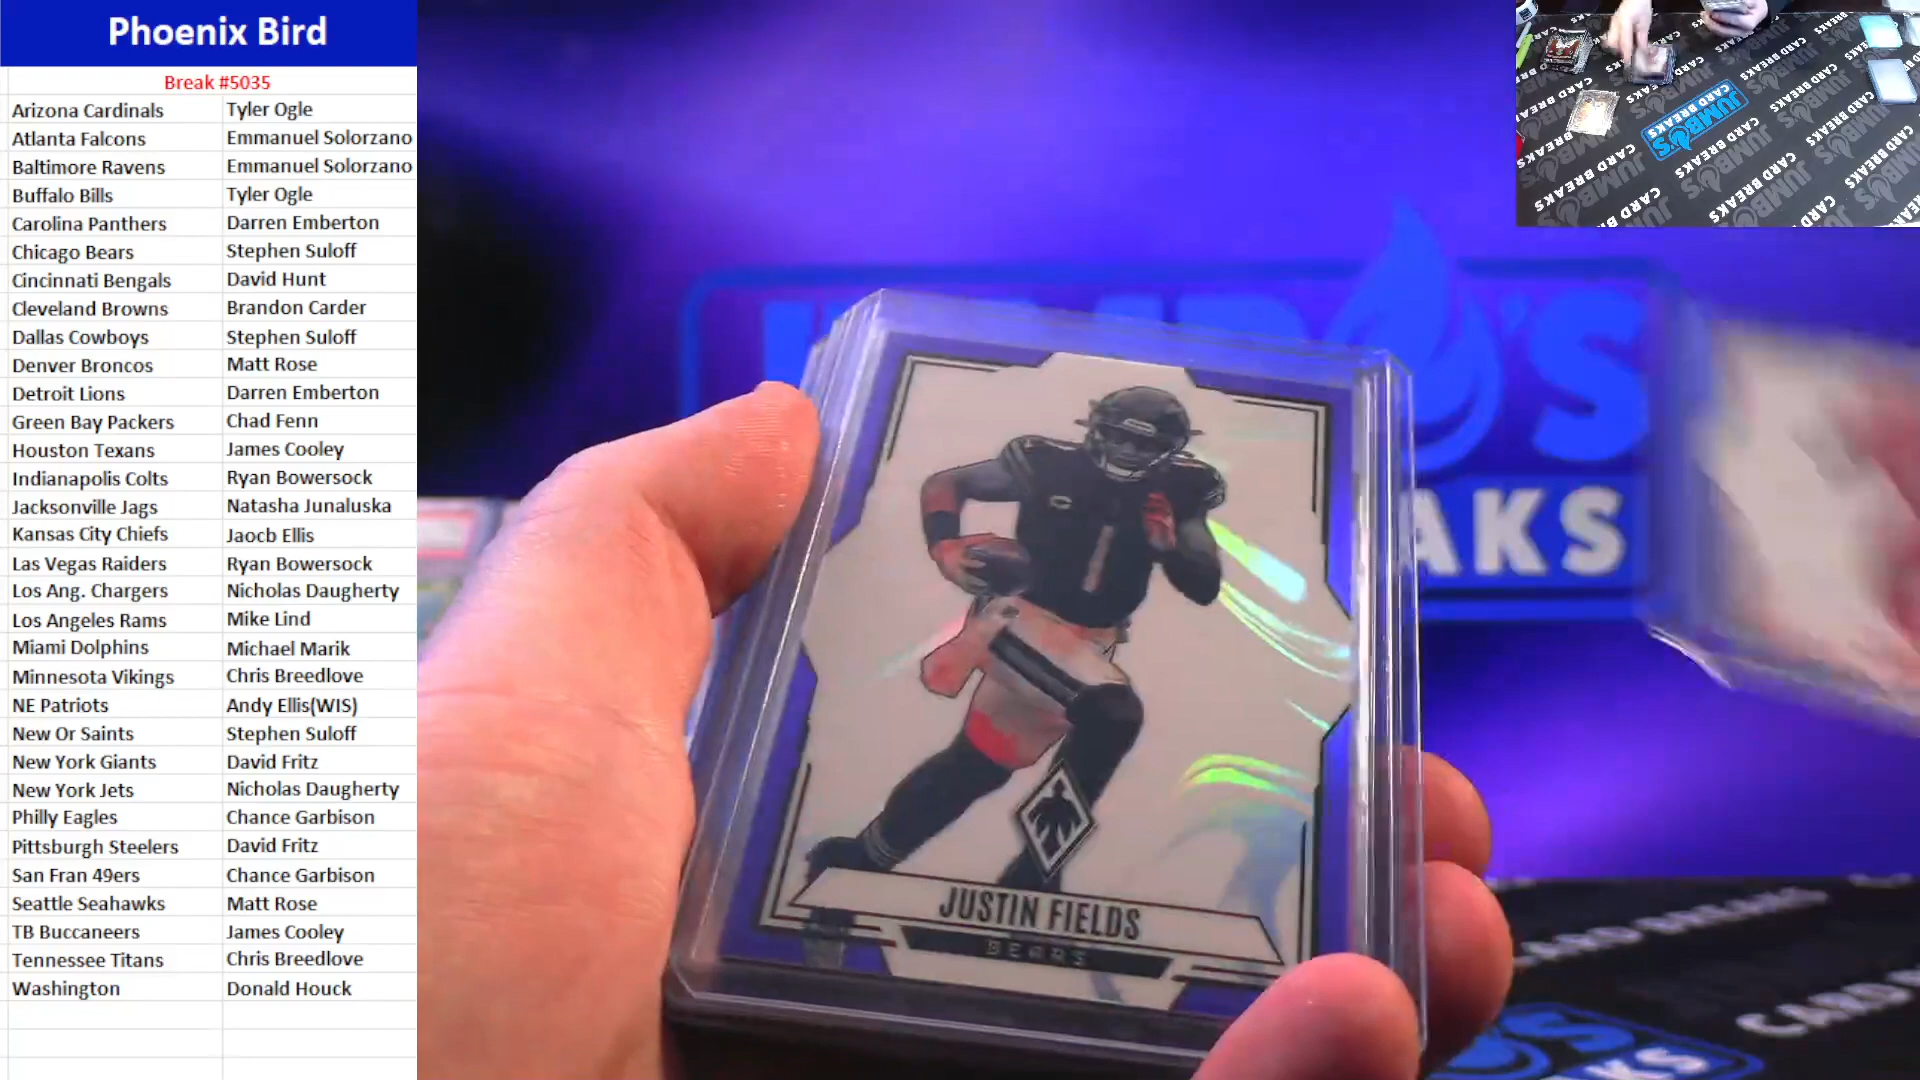 Phoenix Bird
Break #5035
Arizona Cardinals Tyler Ogle
Atlanta Falcons Emmanuel Solorzano
Baltimore Ravens Emmanuel Solorzano
Buffalo Bills Tyler Ogle
Carolina Panthers Darren Emberton
Chicago Bears Stephen Suloff
Cincinnati Bengals David Hunt
Cleveland Browns Brandon Carder
Dallas Cowboys Stephen Suloff
Denver Broncos Matt Rose
Detroit Lions Darren Emberton
Green Bay Packers Chad Fenn
Houston Texans James Cooley
Indianapolis Colts Ryan Bowersock
Jacksonville Jags Natasha Junaluska
Kansas City Chiefs Jaocb Ellis
Las Vegas Raiders Ryan Bowersock
Los Ang. Chargers Nicholas Daugherty
Los Angeles Rams Mike Lind
Miami Dolphins Michael Marik
Minnesota Vikings Chris Breedlove
NE Patriots Andy Ellis(WIS)
New Or Saints Stephen Suloff
New York Giants David Fritz
New York Jets Nicholas Daugherty
Philly Eagles Chance Garbison
Pittsburgh Steelers David Fritz
San Fran 49ers Chance Garbison
Seattle Seahawks Matt Rose
TB Buccaneers James Cooley
Tennessee Titans Chris Breedlove
Washington Donald Houck
1
JUSTIN FIELDS
BEARS
JUMBO'S
CARD BREAKS